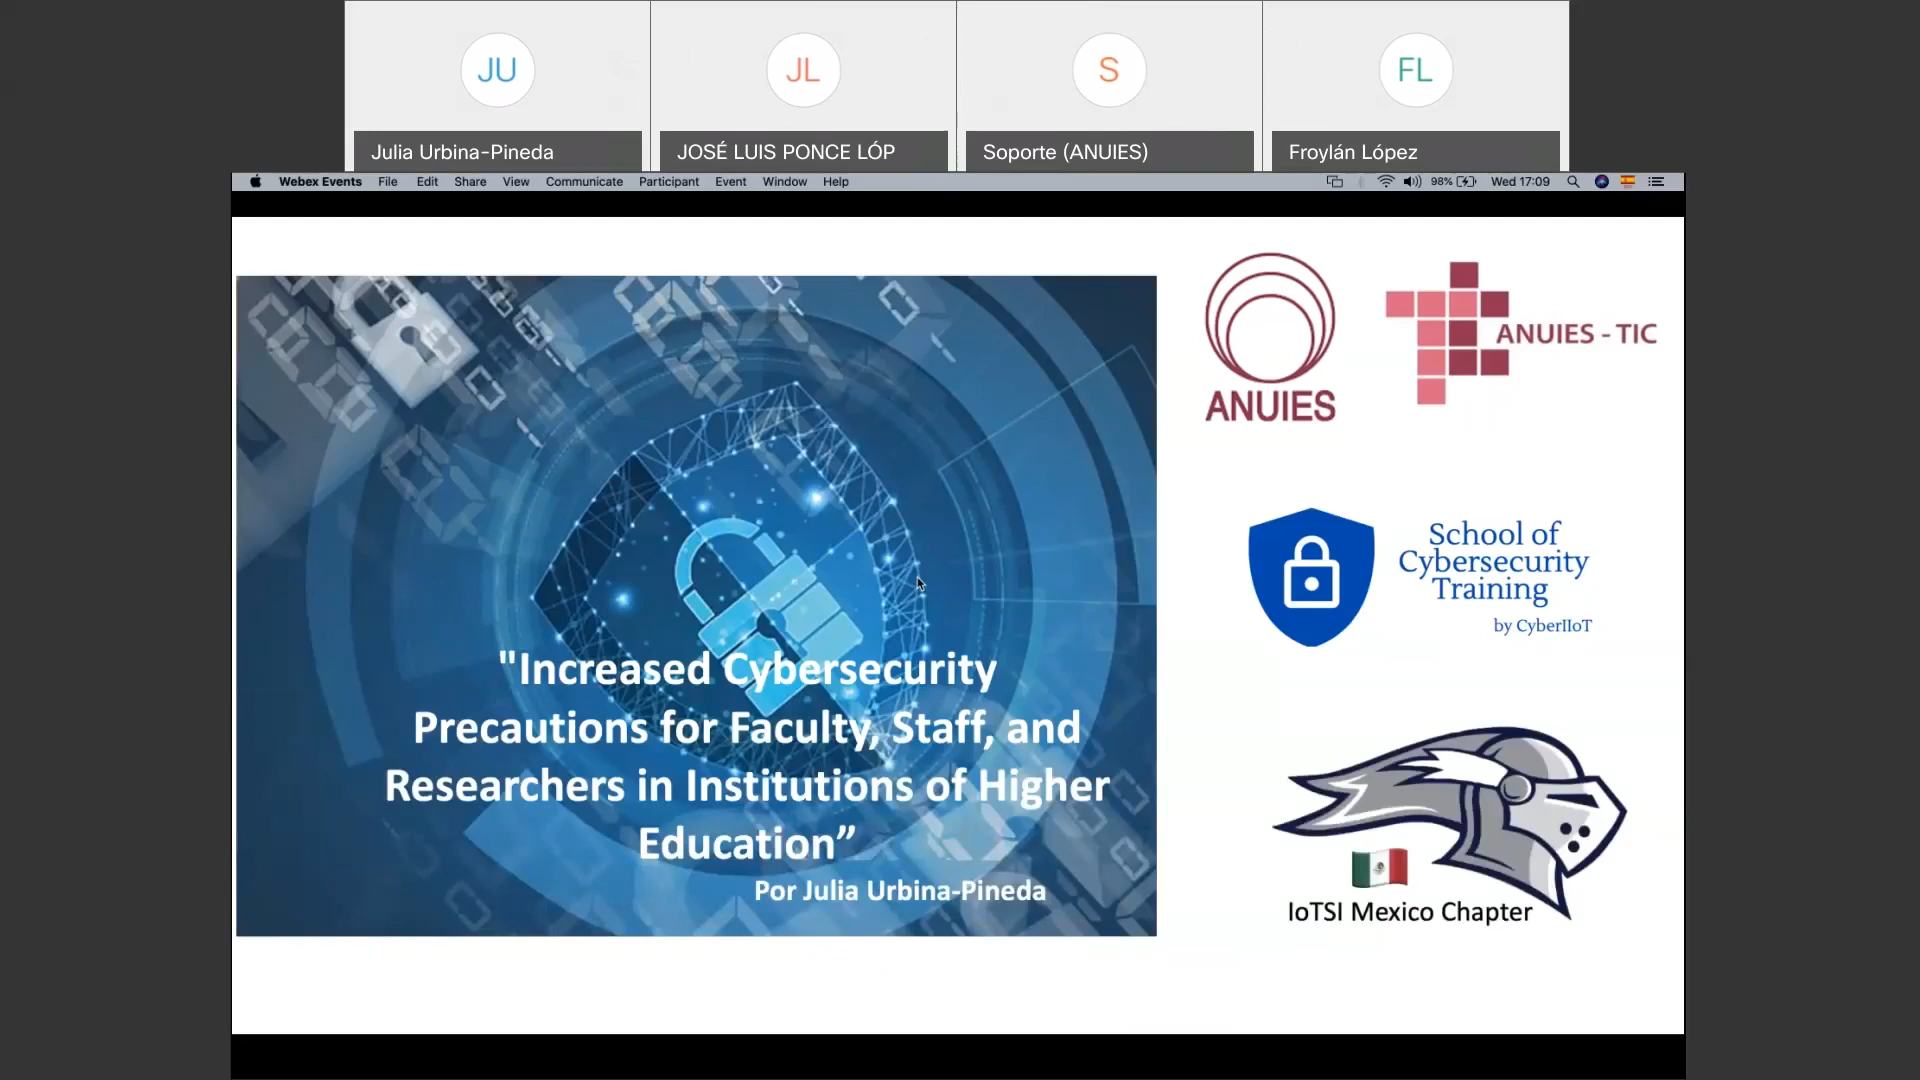 JU
JL
S
FL
Julia Urbina-Pineda
JOSÉ LUIS PONCE LÓP
Soporte (ANUIES)
Froylán López
Webex Events File Edit Share View Communicate Participant Event Window Help
98% Wed 17:09
ANUIES
ANUIES - TIC
School of
Cybersecurity
Training
by CyberIIoT
"Increased Cybersecurity
Precautions for Faculty, Staff, and
Researchers in Institutions of Higher
Education”
Por Julia Urbina-Pineda
IoTSI Mexico Chapter